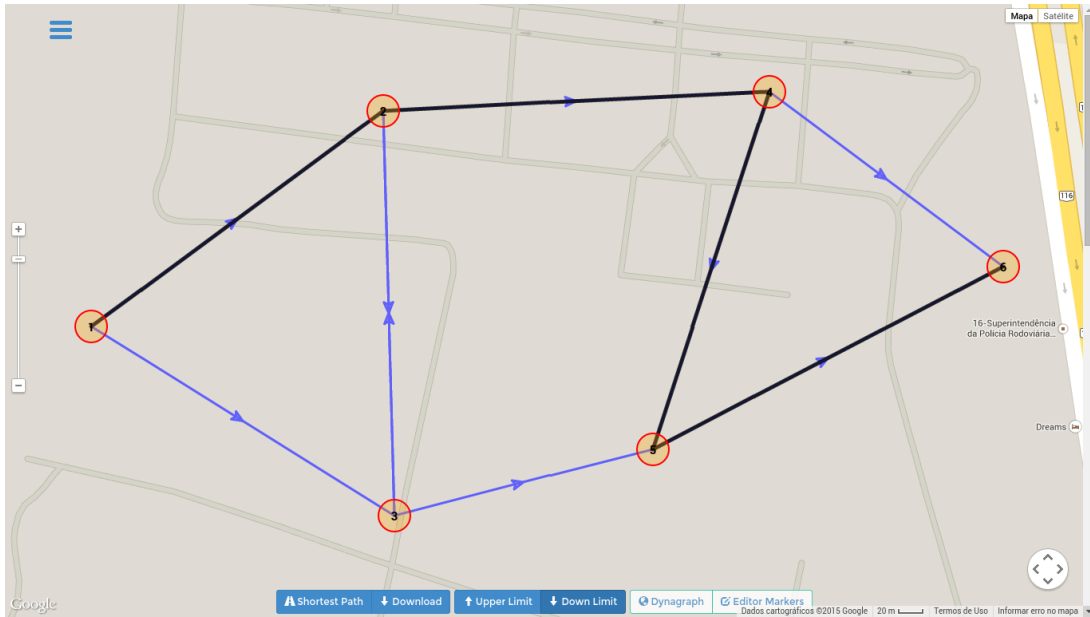 Mapa Satélite
2
4
116
6
1
16-Superintendência
da Polícia Rodoviária...
Dreams
5
3
Google
Shortest Path Download Upper Limit Down Limit Dynagraph Editor Markers
Dados cartográficos ©2015 Google 20 m Termos de Uso Informar erro no mapa